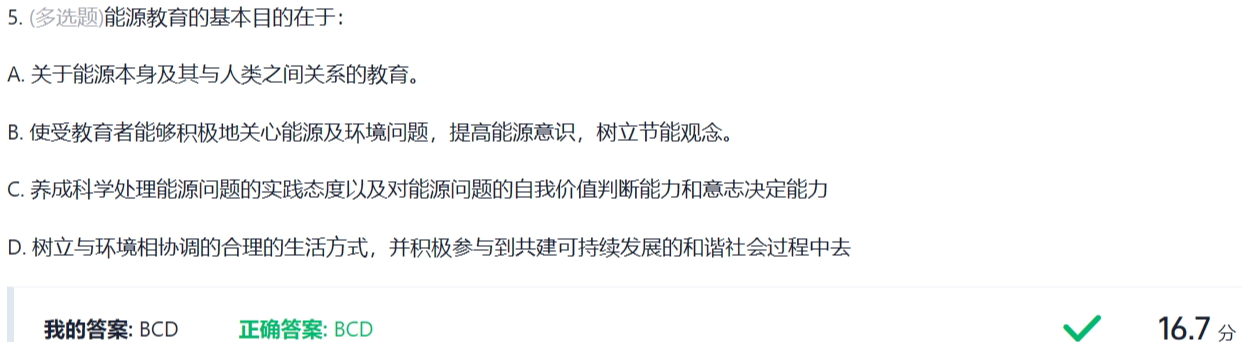 5. (多选题)能源教育的基本目的在于：
A. 关于能源本身及其与人类之间关系的教育。
B. 使受教育者能够积极地关心能源及环境问题，提高能源意识，树立节能观念。
C. 养成科学处理能源问题的实践态度以及对能源问题的自我价值判断能力和意志决定能力
D. 树立与环境相协调的合理的生活方式，并积极参与到共建可持续发展的和谐社会过程中去
我的答案: BCD 正确答案: BCD 16.7 分